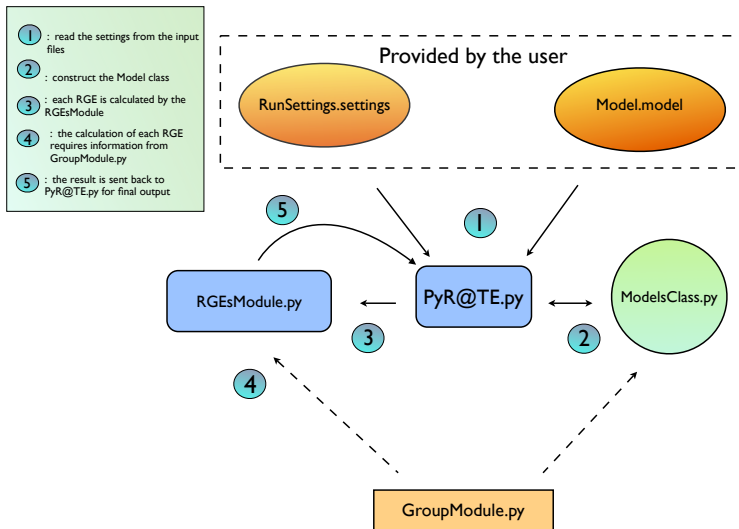 1 : read the settings from the input
files
2 : construct the Model class
3 : each RGE is calculated by the
RGEsModule
4 : the calculation of each RGE
requires information from
GroupModule.py
5 : the result is sent back to
PyR@TE.py for final output
Provided by the user
RunSettings.settings
Model.model
5
1
RGEsModule.py
PyR@TE.py
ModelsClass.py
3
2
4
GroupModule.py